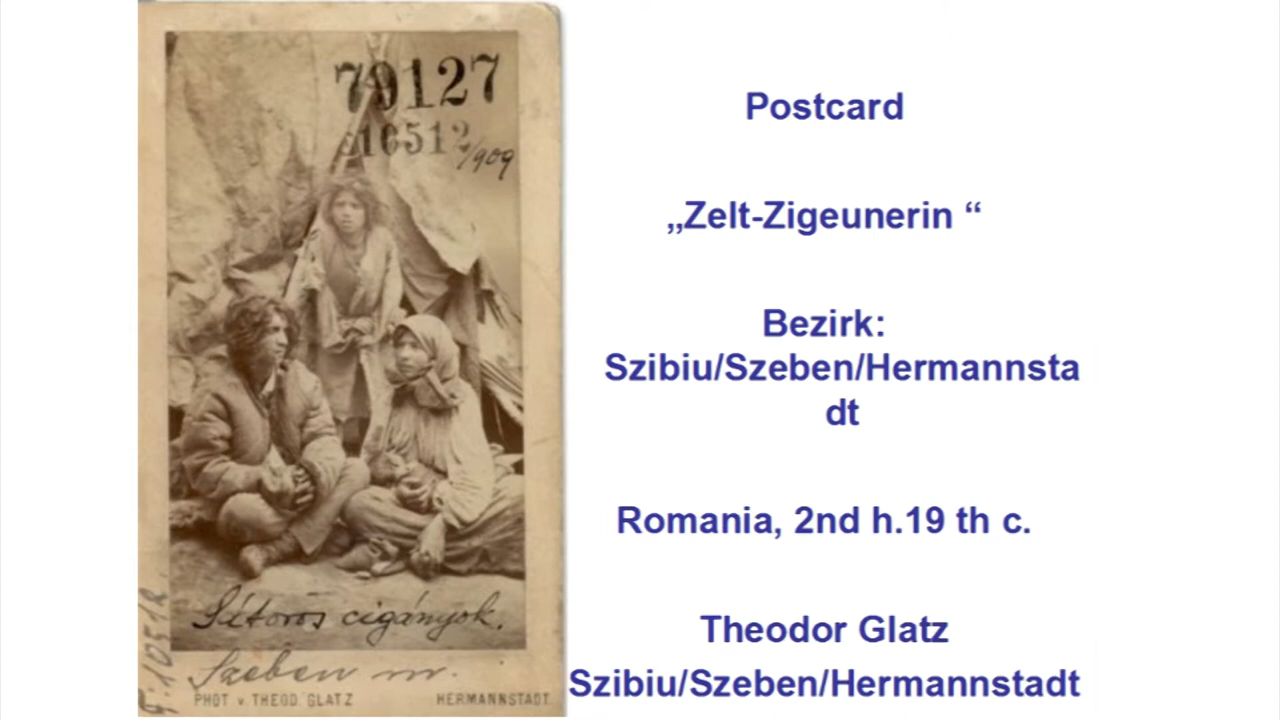 79127
10512/909
Sátoros cigányok.
Szeben m.
PHOT v. THEOD. GLATZ HERMANNSTADT
Postcard
„Zelt-Zigeunerin “
Bezirk:
Szibiu/Szeben/Hermannsta
dt
Romania, 2nd h.19 th c.
Theodor Glatz
Szibiu/Szeben/Hermannstadt